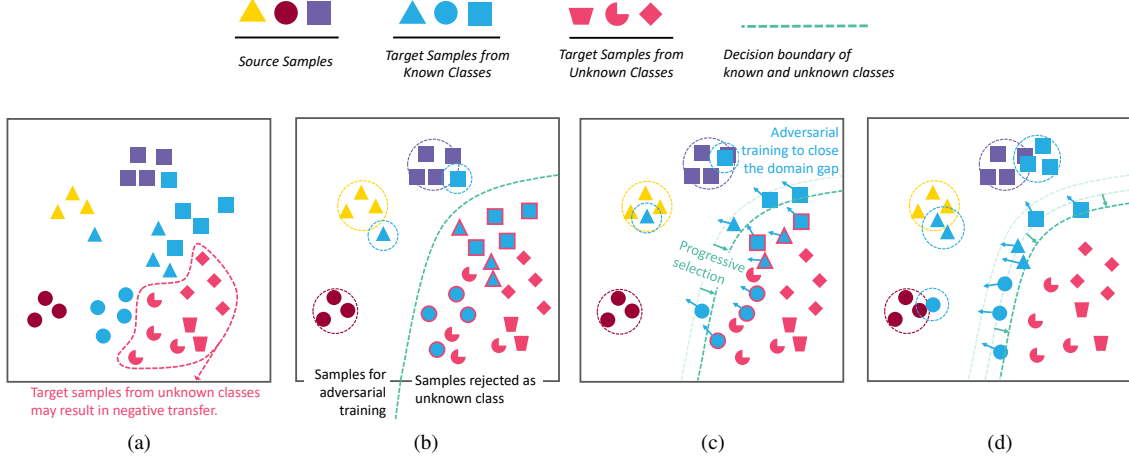 Source Samples
Target Samples from
Known Classes
Target Samples from
Unknown Classes
Decision boundary of
known and unknown classes
Target samples from unknown classes
may result in negative transfer.
Samples for
adversarial
training
Samples rejected as
unknown class
Adversarial
training to close
the domain gap
Progressive
selection
(a)
(b)
(c)
(d)